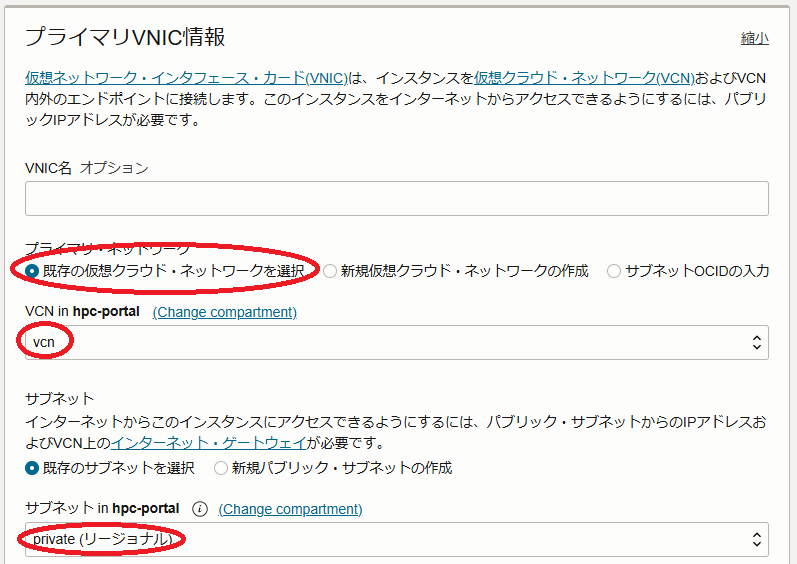 プライマリVNIC情報
縮小
仮想ネットワーク・インタフェース・カード(VNIC)は、インスタンスを仮想クラウド・ネットワーク(VCN)およびVCN
内外のエンドポイントに接続します。このインスタンスをインターネットからアクセスできるようにするには、パブリ
ックIPアドレスが必要です。
VNIC名 オプション
プライマリ・ネットワーク
既存の仮想クラウド・ネットワークを選択 新規仮想クラウド・ネットワークの作成 サブネットOCIDの入力
VCN in hpc-portal (Change compartment)
vcn
サブネット
インターネットからこのインスタンスにアクセスできるようにするには、パブリック・サブネットからのIPアドレスお
よびVCN上のインターネット・ゲートウェイが必要です。
既存のサブネットを選択 新規パブリック・サブネットの作成
サブネット in hpc-portal i (Change compartment)
private (リージョナル)